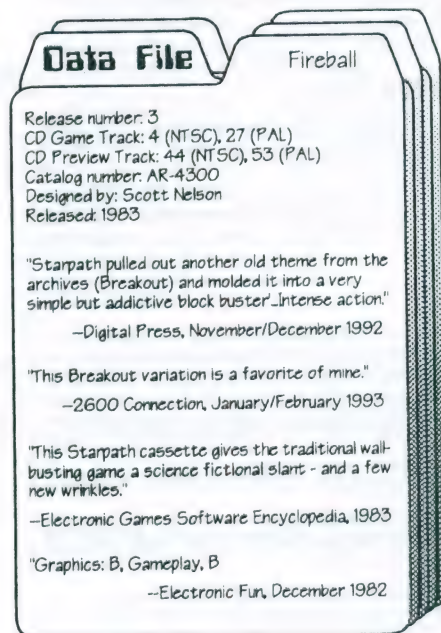 Data File
Fireball
Release number: 3
CD Game Track: 4 (NTSC), 27 (PAL)
CD Preview Track: 44 (NTSC), 53 (PAL)
Catalog number: AR-4300
Designed by: Scott Nelson
Released: 1983
"Starpath pulled out another old theme from the
archives (Breakout) and molded it into a very
simple but addictive block buster'...Intense action."
--Digital Press, November/December 1992
"This Breakout variation is a favorite of mine."
--2600 Connection, January/February 1993
"This Starpath cassette gives the traditional wall-
busting game a science fictional slant - and a few
new wrinkles."
--Electronic Games Software Encyclopedia, 1983
"Graphics: B, Gameplay, B
--Electronic Fun, December 1982